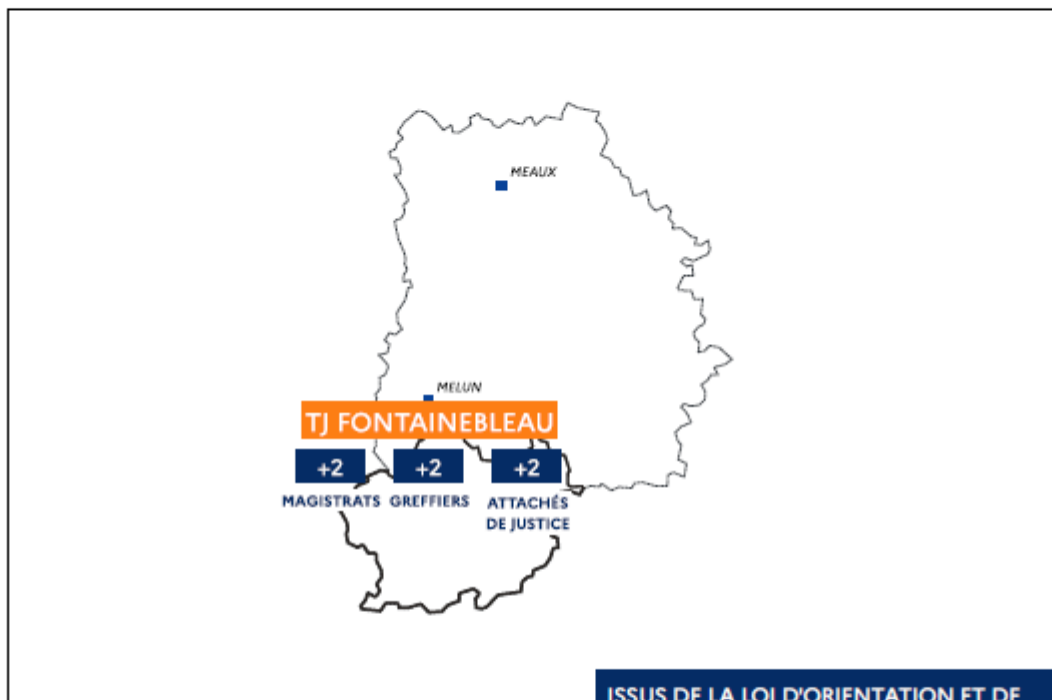 MEAUX
MELUN
TJ FONTAINEBLEAU
+2
+2
+2
MAGISTRATS
GREFFIERS
ATTACHÉS
DE JUSTICE
ISSUS DE LA LOI D'ORIENTATION ET DE